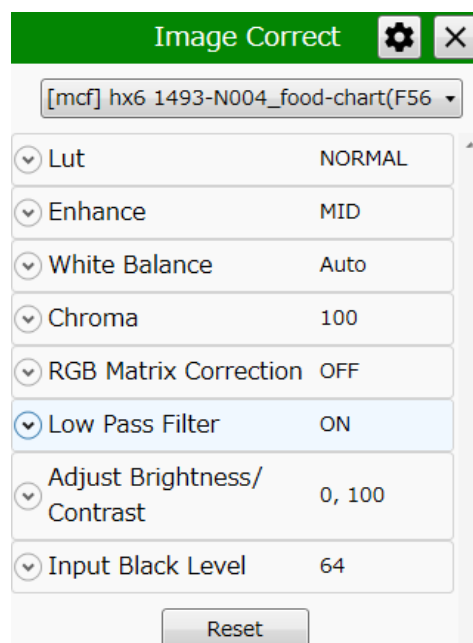 Image Correct
[mcf] hx6 1493-N004_food-chart(F56
Lut NORMAL
Enhance MID
White Balance Auto
Chroma 100
RGB Matrix Correction OFF
Low Pass Filter ON
Adjust Brightness/
Contrast 0, 100
Input Black Level 64
Reset